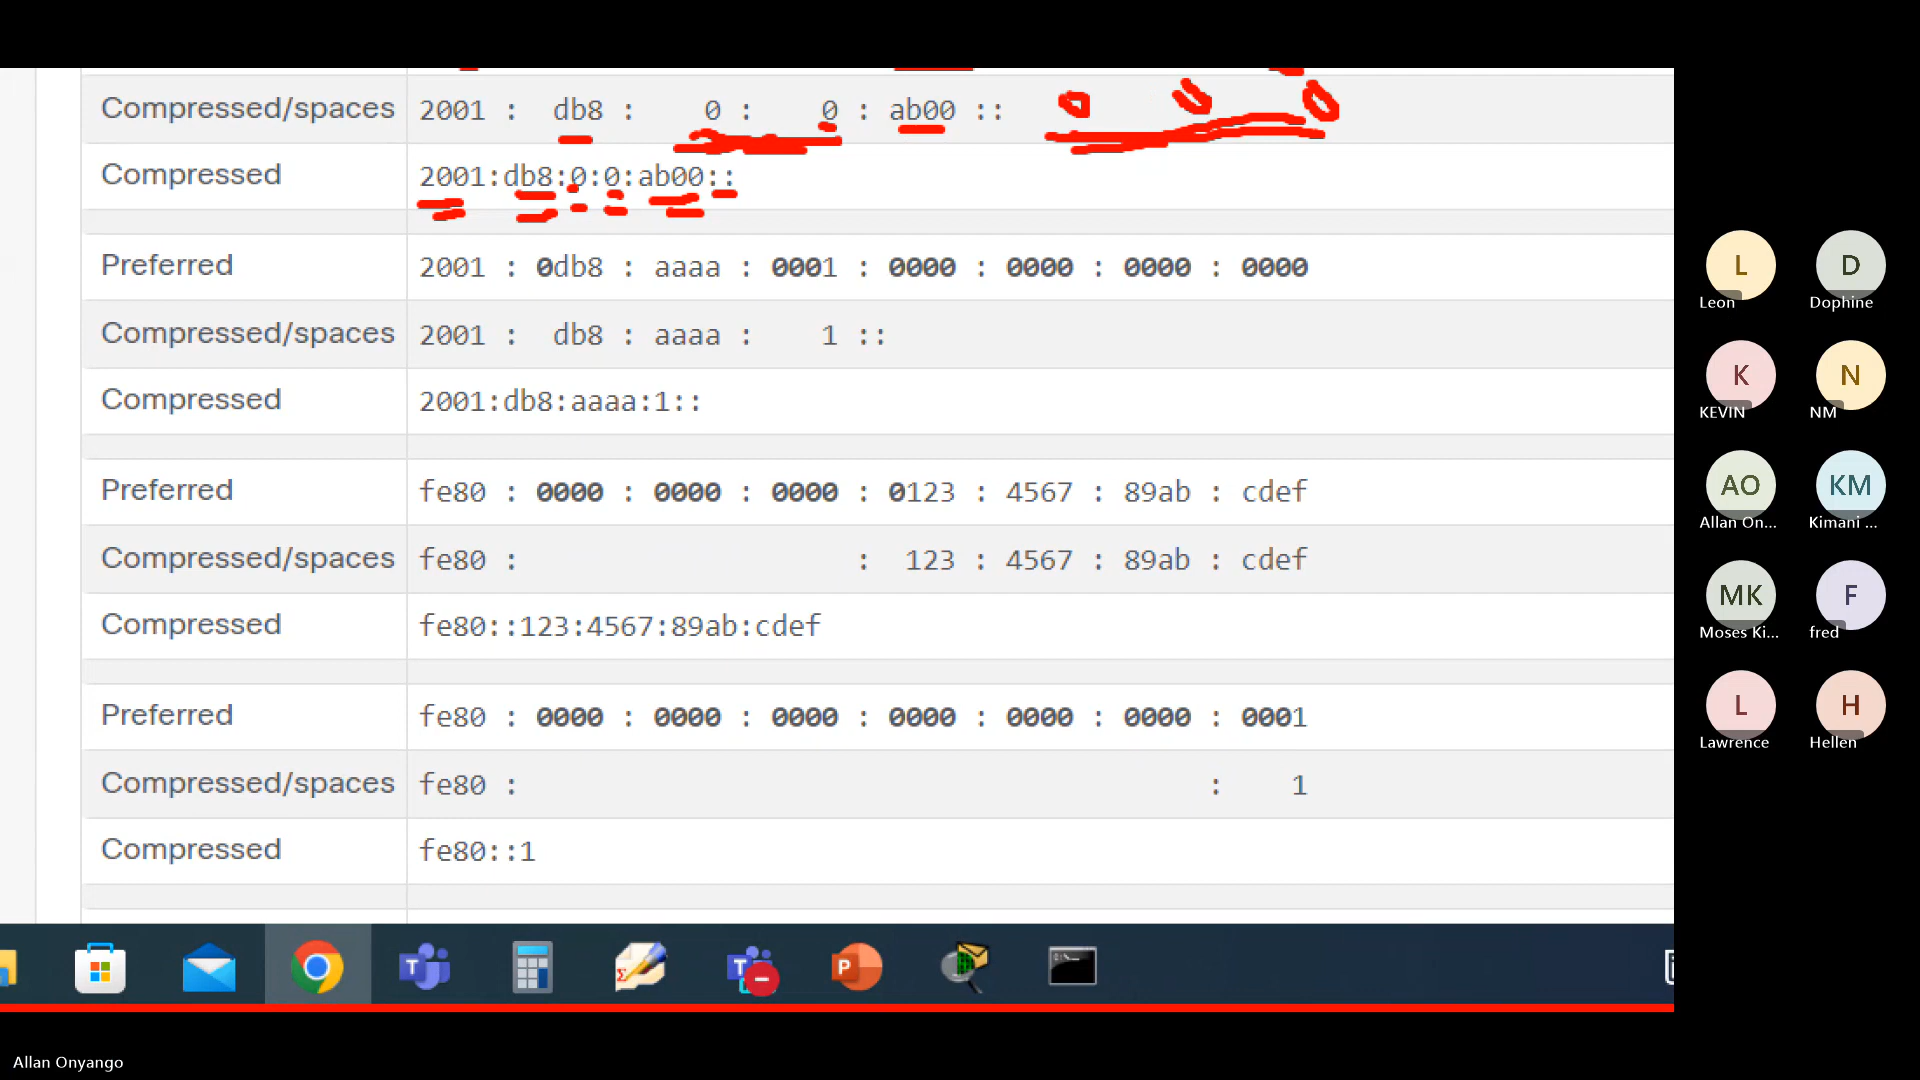 Compressed/spaces 2001 : db8 : 0 : 0 : ab00 :: 0 0 0
Compressed 2001:db8:0:0:ab00::
Preferred 2001 : 0db8 : aaaa : 0001 : 0000 : 0000 : 0000 : 0000
Compressed/spaces 2001 : db8 : aaaa : 1 ::
Compressed 2001:db8:aaaa:1::
Preferred fe80 : 0000 : 0000 : 0000 : 0123 : 4567 : 89ab : cdef
Compressed/spaces fe80 : : 123 : 4567 : 89ab : cdef
Compressed fe80::123:4567:89ab:cdef
Preferred fe80 : 0000 : 0000 : 0000 : 0000 : 0000 : 0000 : 0001
Compressed/spaces fe80 : : 1
Compressed fe80::1
L D
Leon Dophine
K N
KEVIN NM
AO KM
Allan On... Kimani ...
MK F
Moses Ki... fred
L H
Lawrence Hellen
Allan Onyango